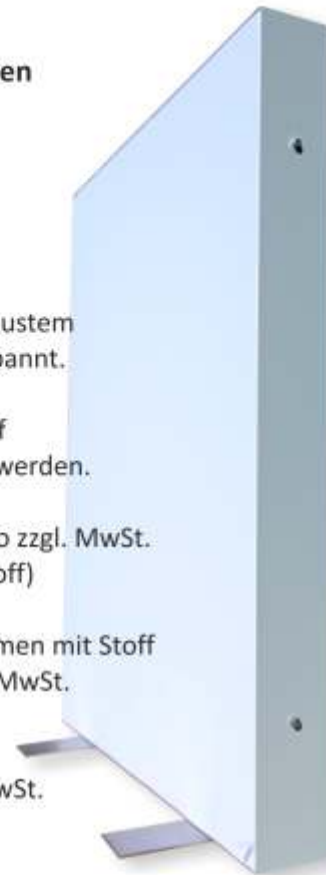 en
ustem
pannt.
f
werden.
o zzgl. MwSt.
off)
men mit Stoff
MwSt.
wSt.